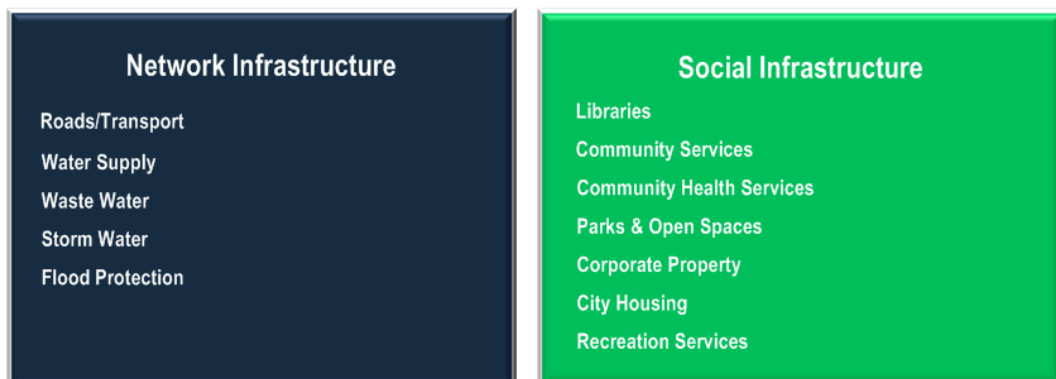 Network Infrastructure
Roads/Transport
Water Supply
Waste Water
Storm Water
Flood Protection
Social Infrastructure
Libraries
Community Services
Community Health Services
Parks & Open Spaces
Corporate Property
City Housing
Recreation Services